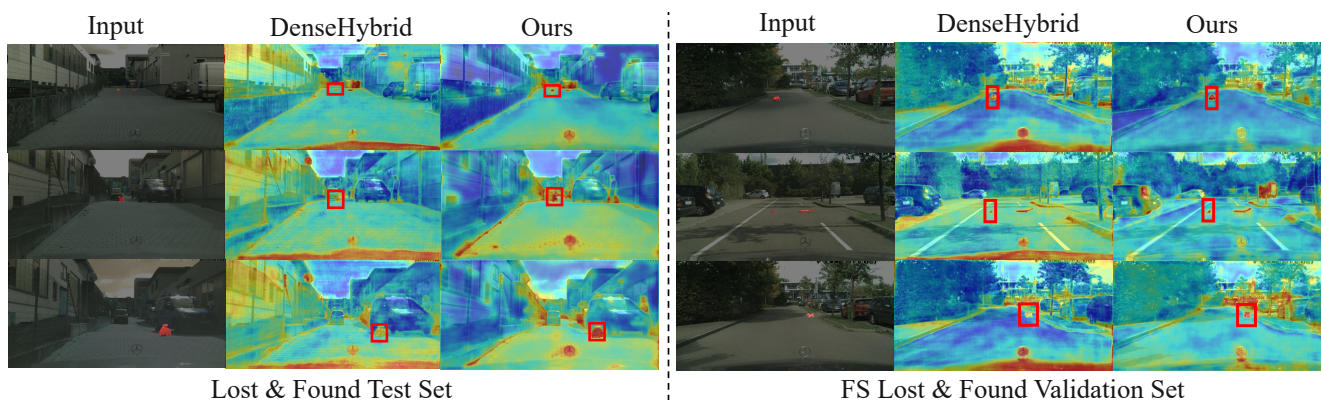 Input DenseHybrid Ours
Input DenseHybrid Ours
Lost & Found Test Set
FS Lost & Found Validation Set